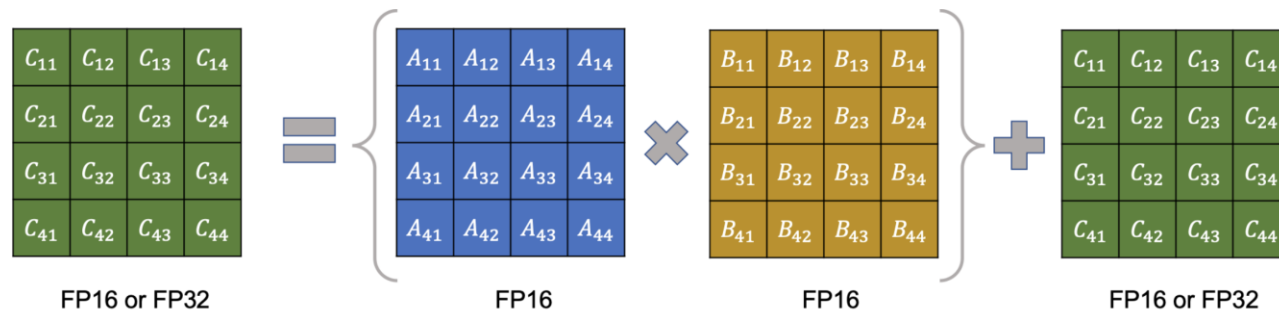 C₁₁ C₁₂ C₁₃ C₁₄ = { A₁₁ A₁₂ A₁₃ A₁₄ × B₁₁ B₁₂ B₁₃ B₁₄ } + C₁₁ C₁₂ C₁₃ C₁₄
C₂₁ C₂₂ C₂₃ C₂₄ A₂₁ A₂₂ A₂₃ A₂₄ B₂₁ B₂₂ B₂₃ B₂₄ C₂₁ C₂₂ C₂₃ C₂₄
C₃₁ C₃₂ C₃₃ C₃₄ A₃₁ A₃₂ A₃₃ A₃₄ B₃₁ B₃₂ B₃₃ B₃₄ C₃₁ C₃₂ C₃₃ C₃₄
C₄₁ C₄₂ C₄₃ C₄₄ A₄₁ A₄₂ A₄₃ A₄₄ B₄₁ B₄₂ B₄₃ B₄₄ C₄₁ C₄₂ C₄₃ C₄₄
FP16 or FP32 FP16 FP16 FP16 or FP32